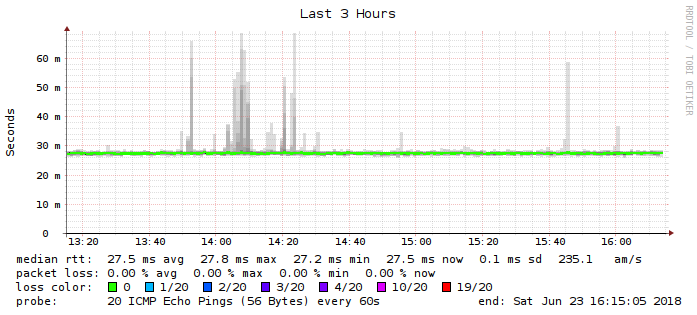 Last 3 Hours
RRDTOOL / TOBI OETIKER
Seconds
60 m
50 m
40 m
30 m
20 m
10 m
0
13:20 13:40 14:00 14:20 14:40 15:00 15:20 15:40 16:00
median rtt: 27.5 ms avg 27.8 ms max 27.2 ms min 27.5 ms now 0.1 ms sd 235.1 am/s
packet loss: 0.00 % avg 0.00 % max 0.00 % min 0.00 % now
loss color: 0 1/20 2/20 3/20 4/20 10/20 19/20
probe: 20 ICMP Echo Pings (56 Bytes) every 60s end: Sat Jun 23 16:15:05 2018